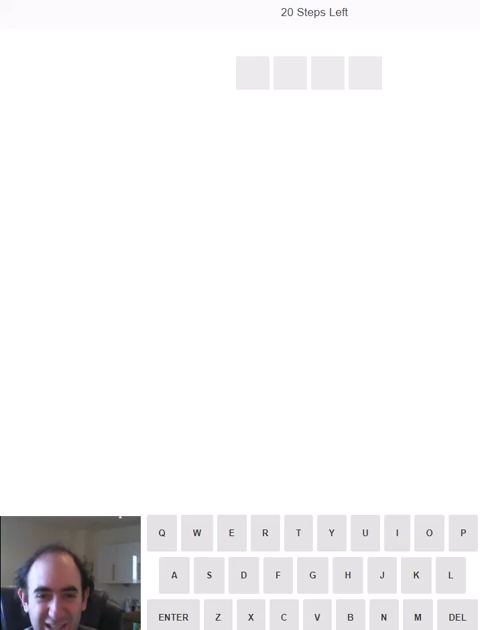 20 Steps Left
Q W E R T Y U I O P
A S D F G H J K L
ENTER Z X C V B N M DEL